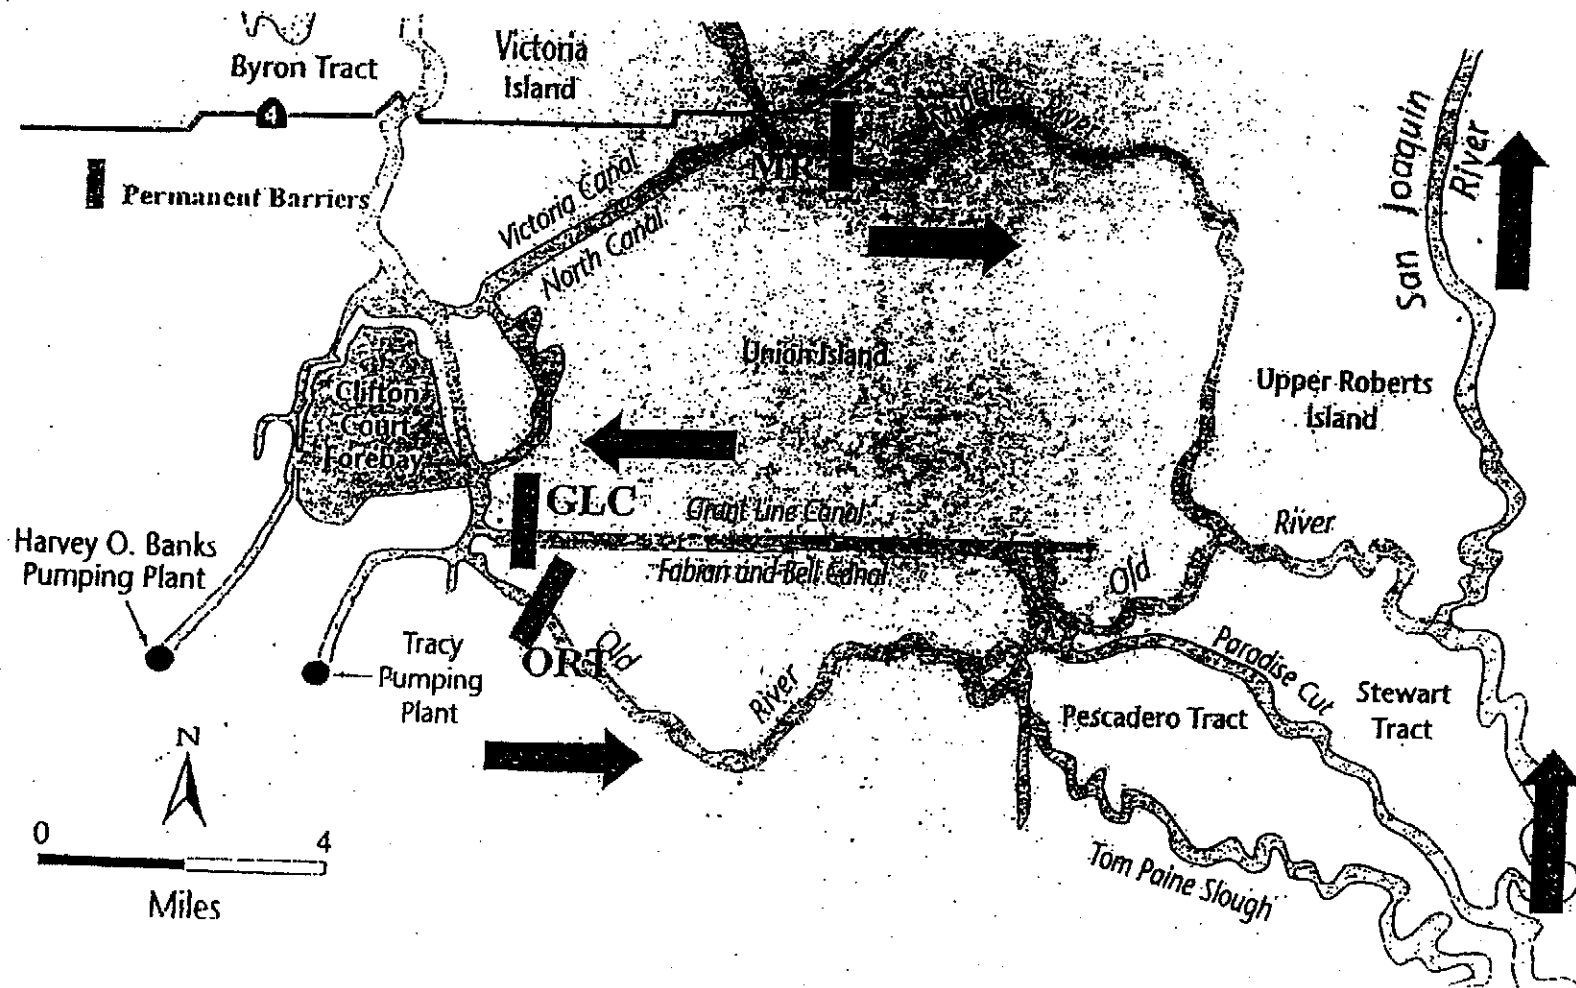 Byron Tract
Victoria
Island
4
Permanent Barriers
MR
Middle River
Victoria Canal
North Canal
San Joaquin
River
Union Island
Upper Roberts
Island
Clifton
Court
Forebay
GLC
Grant Line Canal
Fabian and Bell Canal
Harvey O. Banks
Pumping Plant
River
Old
ORT
Old
River
Tracy
Pumping
Plant
Paradise Cut
Stewart
Tract
Pescadero Tract
Tom Paine Slough
N
0 4
Miles